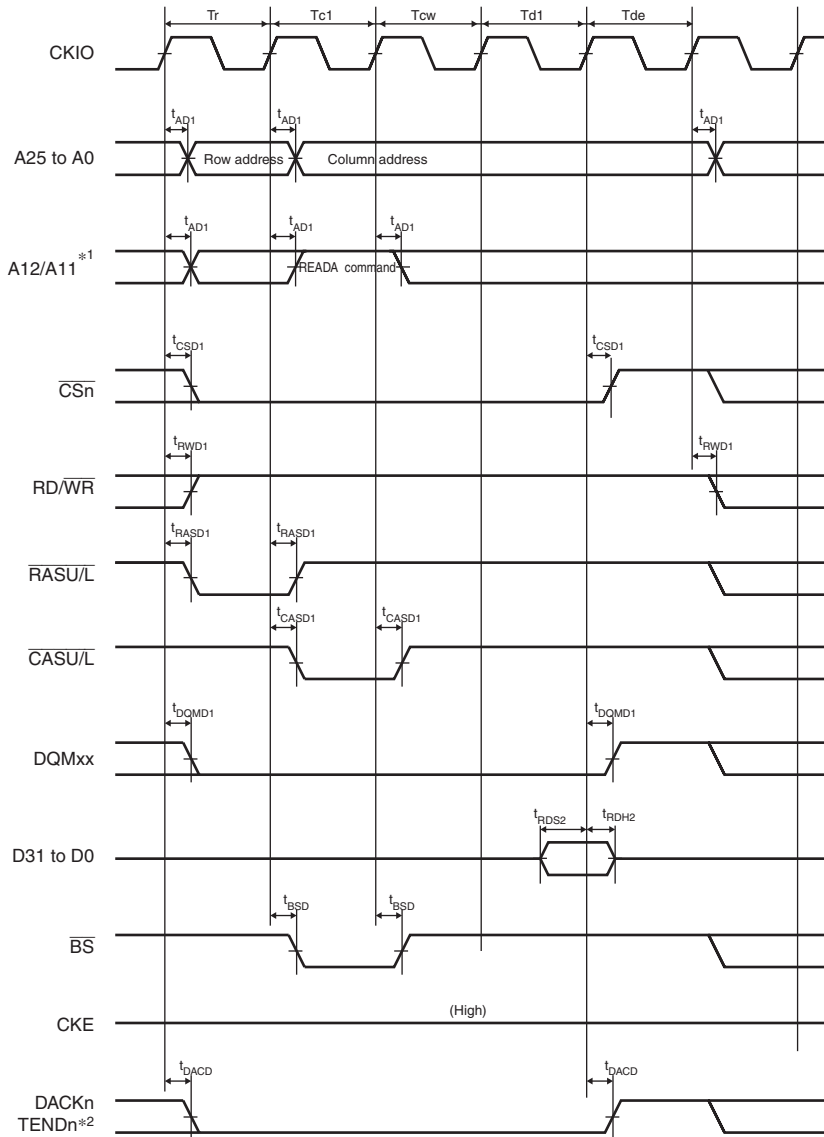 Tr Tc1 Tcw Td1 Tde
CKIO
tAD1 tAD1 tAD1
A25 to A0 Row address Column address
tAD1 tAD1 tAD1
A12/A11*1 READA command
tCSD1 tCSD1
CSn
tRWD1 tRWD1
RD/WR
tRASD1 tRASD1
RASU/L
tCASD1 tCASD1
CASU/L
tDQMD1 tDQMD1
DQMxx
tRDS2 tRDH2
D31 to D0
tBSD tBSD
BS
(High)
CKE
tDACD tDACD
DACKn
TENDn*2